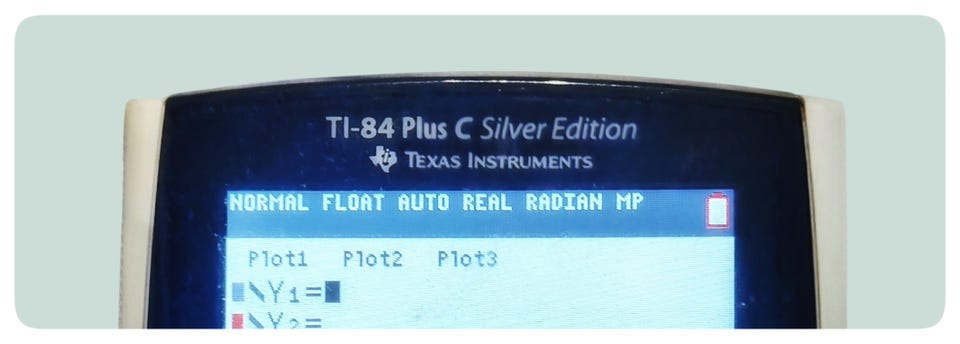 TI-84 Plus C Silver Edition
TEXAS INSTRUMENTS
NORMAL FLOAT AUTO REAL RADIAN MP
Plot1 Plot2 Plot3
\Y1=
\Y2=